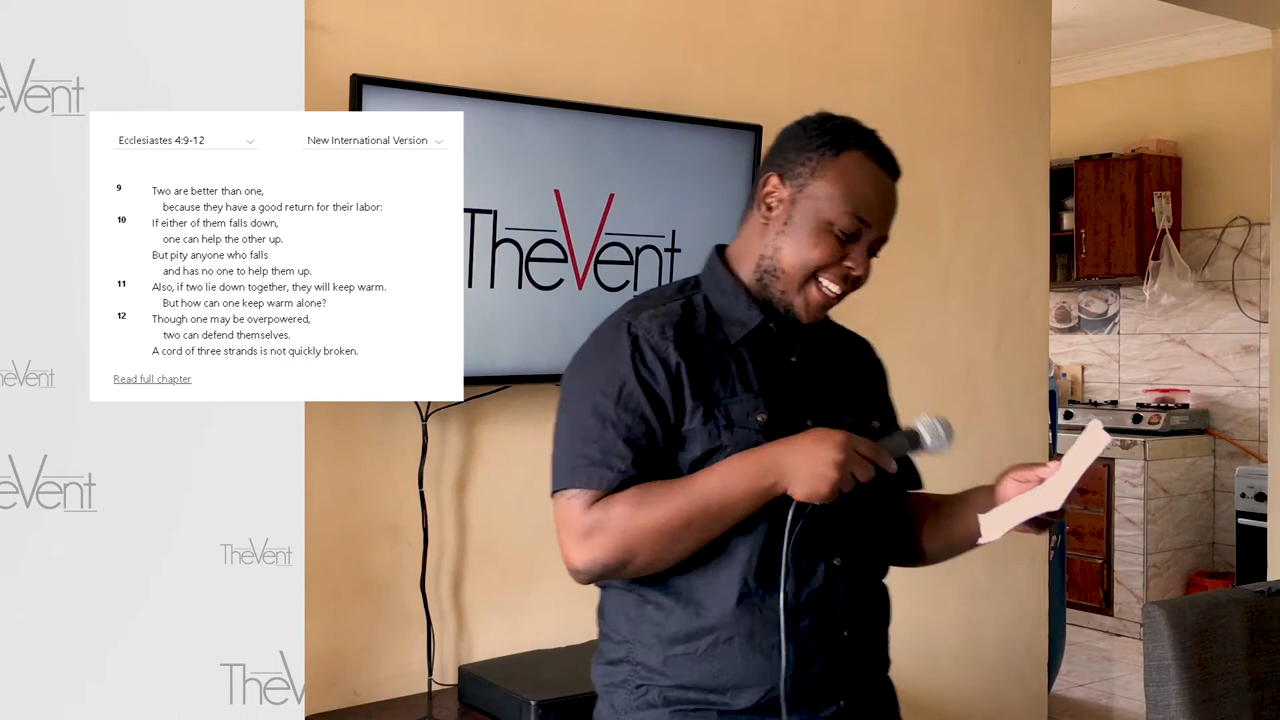 eVent
Ecclesiastes 4:9-12
New International Version
9 Two are better than one,
because they have a good return for their labor:
10 If either of them falls down,
one can help the other up.
But pity anyone who falls
and has no one to help them up.
11 Also, if two lie down together, they will keep warm.
But how can one keep warm alone?
12 Though one may be overpowered,
two can defend themselves.
A cord of three strands is not quickly broken.
Read full chapter
TheVent
heVent
eVent
TheVent
TheV